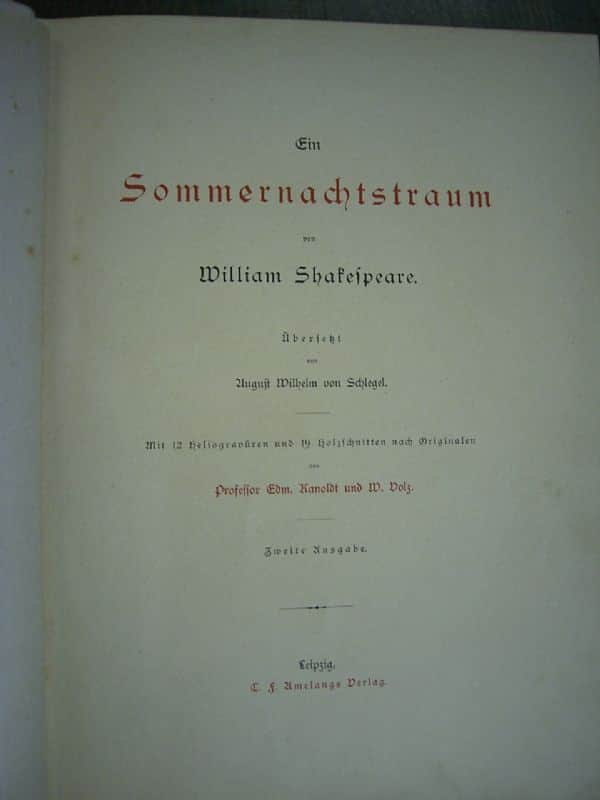 Ein
Sommernachtstraum
von
William Shakespeare.
Übersetzt
von
August Wilhelm von Schlegel.
Mit 12 Heliogravüren und 19 Holzschnitten nach Originalen
von
Professor Edm. Kanoldt und W. Volz.
Zweite Ausgabe.
Leipzig,
C. F. Amelangs Verlag.